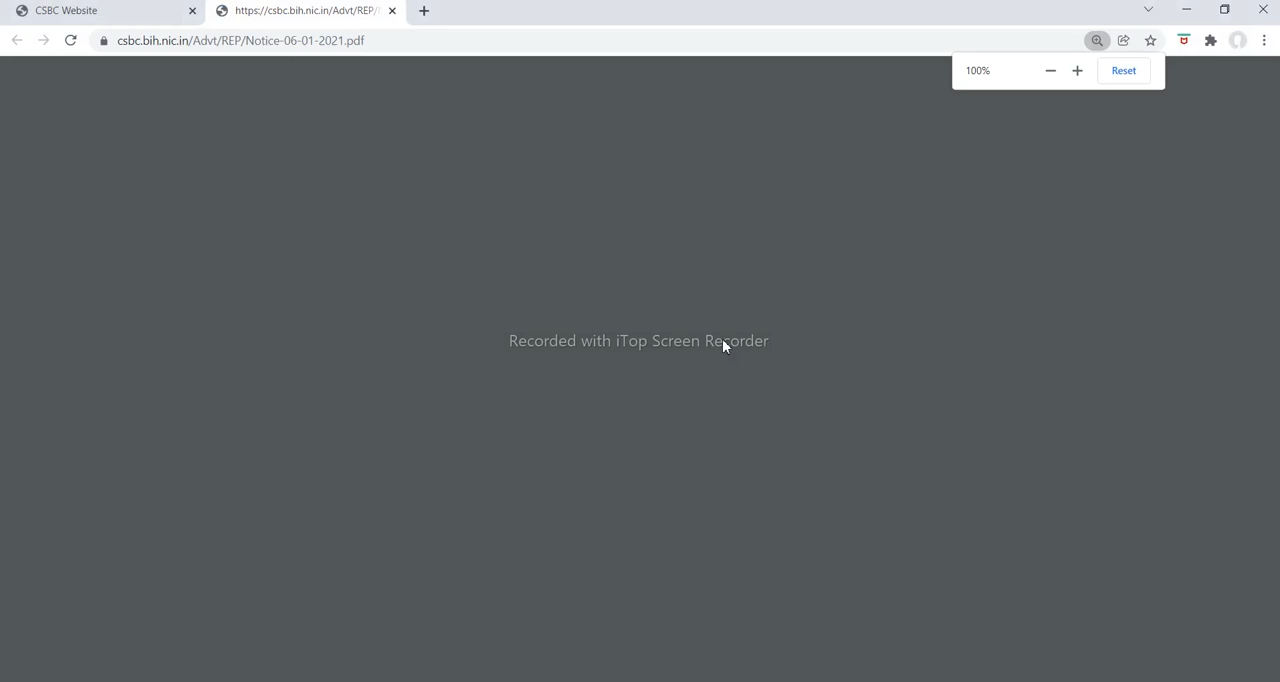 CSBC Website
https://csbc.bih.nic.in/Advt/REP/
csbc.bih.nic.in/Advt/REP/Notice-06-01-2021.pdf
100%
Reset
Recorded with iTop Screen Recorder